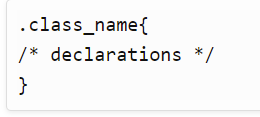 .class_name{
/* declarations */
}